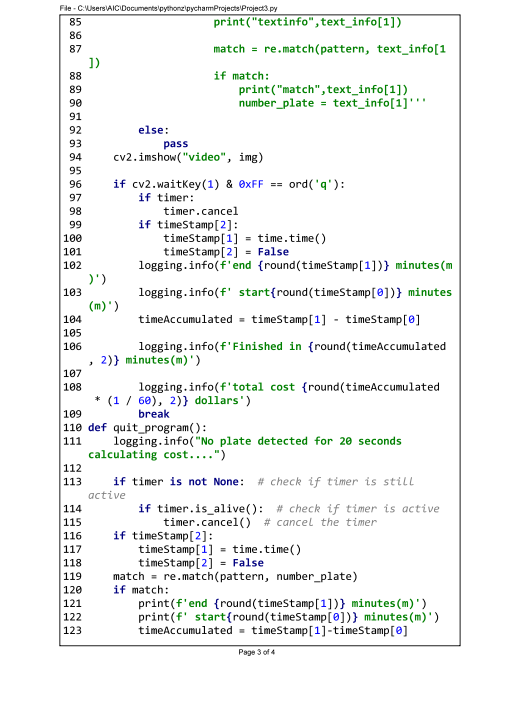 File - C:\Users\AIC\Documents\pythonz\pycharmProjects\Project3.py
85                     print("textinfo",text_info[1])
86
87                     match = re.match(pattern, text_info[1
])
88                     if match:
89                         print("match",text_info[1])
90                         number_plate = text_info[1]'''
91
92         else:
93             pass
94     cv2.imshow("video", img)
95
96     if cv2.waitKey(1) & 0xFF == ord('q'):
97         if timer:
98             timer.cancel
99         if timeStamp[2]:
100             timeStamp[1] = time.time()
101             timeStamp[2] = False
102         logging.info(f'end {round(timeStamp[1])} minutes(m
)')
103         logging.info(f' start{round(timeStamp[0])} minutes
(m)')
104         timeAccumulated = timeStamp[1] - timeStamp[0]
105
106         logging.info(f'Finished in {round(timeAccumulated
, 2)} minutes(m)')
107
108         logging.info(f'total cost {round(timeAccumulated
 * (1 / 60), 2)} dollars')
109         break
110 def quit_program():
111     logging.info("No plate detected for 20 seconds
calculating cost....")
112
113     if timer is not None:  # check if timer is still
active
114         if timer.is_alive():  # check if timer is active
115             timer.cancel()  # cancel the timer
116     if timeStamp[2]:
117         timeStamp[1] = time.time()
118         timeStamp[2] = False
119     match = re.match(pattern, number_plate)
120     if match:
121         print(f'end {round(timeStamp[1])} minutes(m)')
122         print(f' start{round(timeStamp[0])} minutes(m)')
123         timeAccumulated = timeStamp[1]-timeStamp[0]
Page 3 of 4